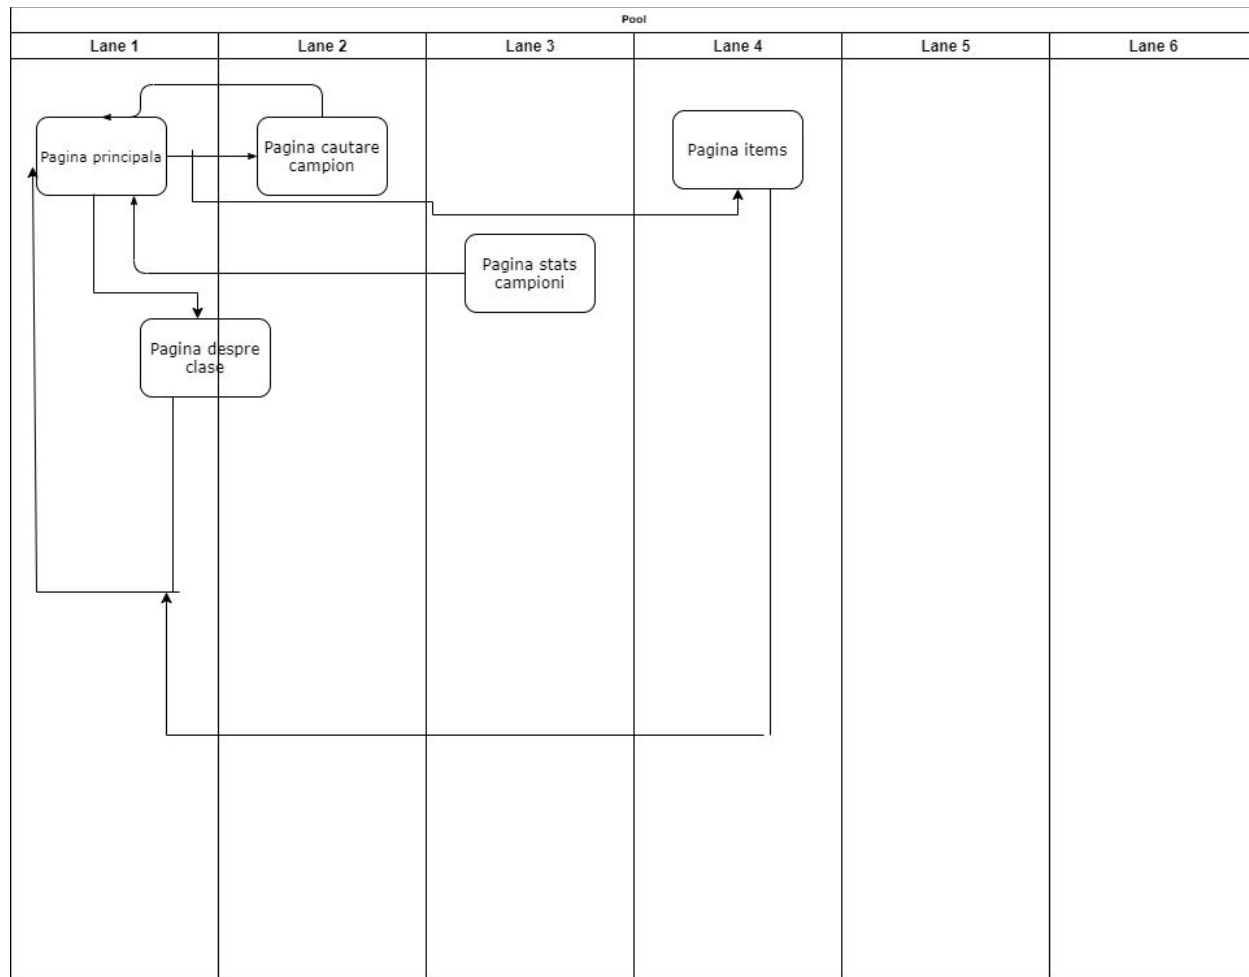 Pool
Lane 1
Lane 2
Lane 3
Lane 4
Lane 5
Lane 6
Pagina principala
Pagina cautare
campion
Pagina items
Pagina stats
campioni
Pagina despre
clase